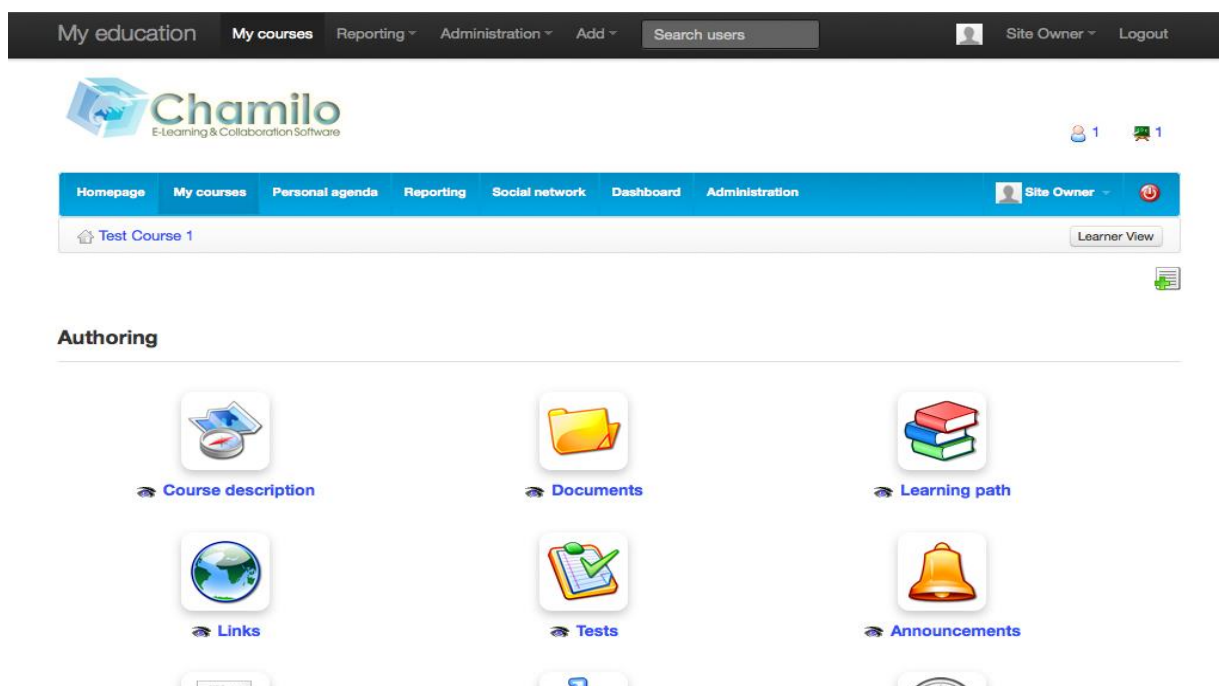 My education My courses Reporting Administration Add Search users Site Owner Logout
Chamilo
E-Learning & Collaboration Software
1 1
Homepage My courses Personal agenda Reporting Social network Dashboard Administration Site Owner
Test Course 1 Learner View
Authoring
Course description Documents Learning path
Links Tests Announcements